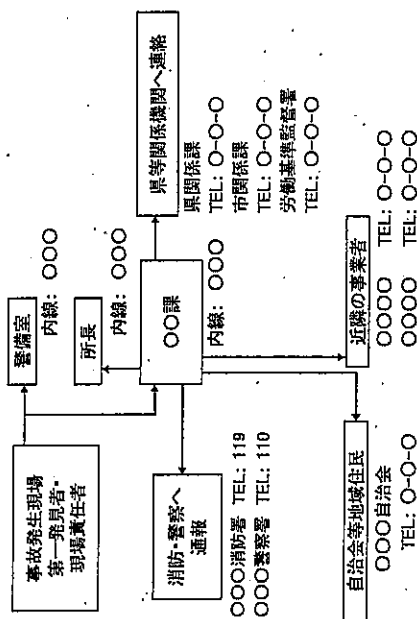 事故発生現場
第一発見者・
現場責任者
警備室
内線: ○○○
所長
内線: ○○○
○○課
内線: ○○○
県等関係機関へ連絡
県関係課
TEL: ○-○-○
市関係課
TEL: ○-○-○
労働基準監督署
TEL: ○-○-○
消防・警察へ
通報
○○○消防署 TEL: 119
○○○警察署 TEL: 110
自治会等地域住民
○○○自治会
TEL: ○-○-○
近隣の事業者
○○○○ TEL: ○-○-○
○○○○ TEL: ○-○-○